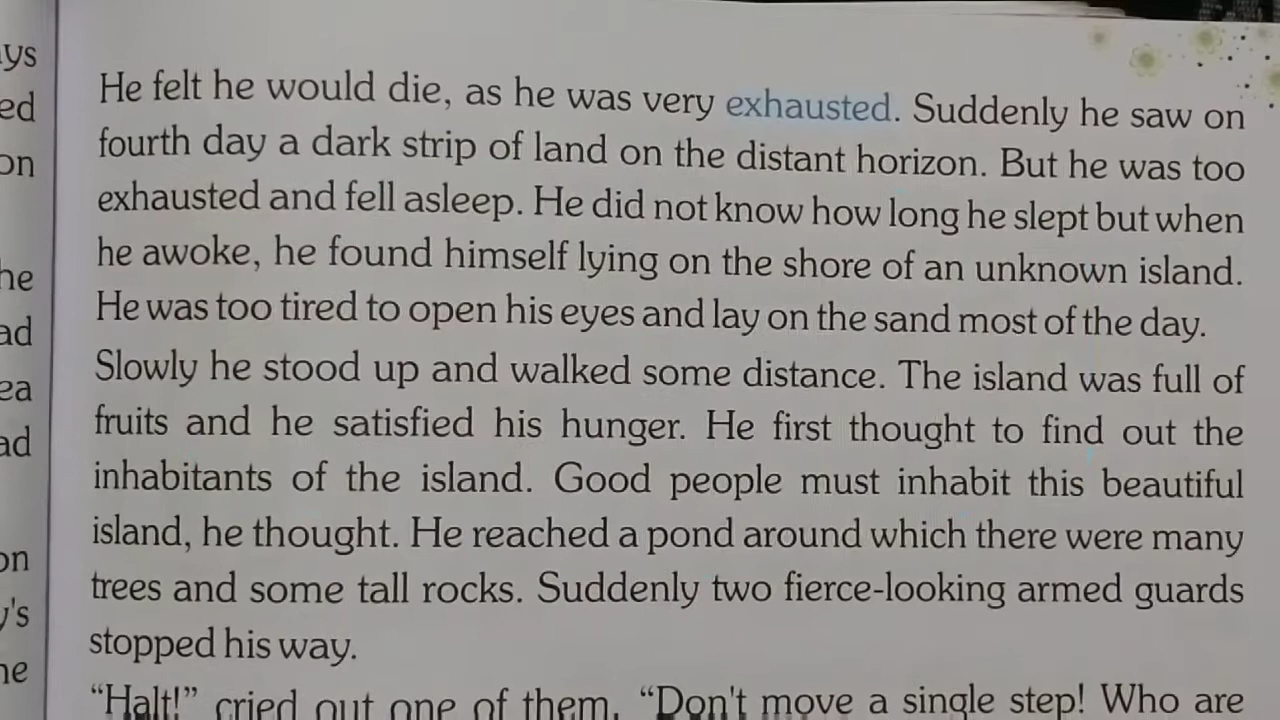 He felt he would die, as he was very exhausted. Suddenly he saw on
fourth day a dark strip of land on the distant horizon. But he was too
exhausted and fell asleep. He did not know how long he slept but when
he awoke, he found himself lying on the shore of an unknown island.
He was too tired to open his eyes and lay on the sand most of the day.
Slowly he stood up and walked some distance. The island was full of
fruits and he satisfied his hunger. He first thought to find out the
inhabitants of the island. Good people must inhabit this beautiful
island, he thought. He reached a pond around which there were many
trees and some tall rocks. Suddenly two fierce-looking armed guards
stopped his way.
“Halt!” cried out one of them. “Don't move a single step! Who are